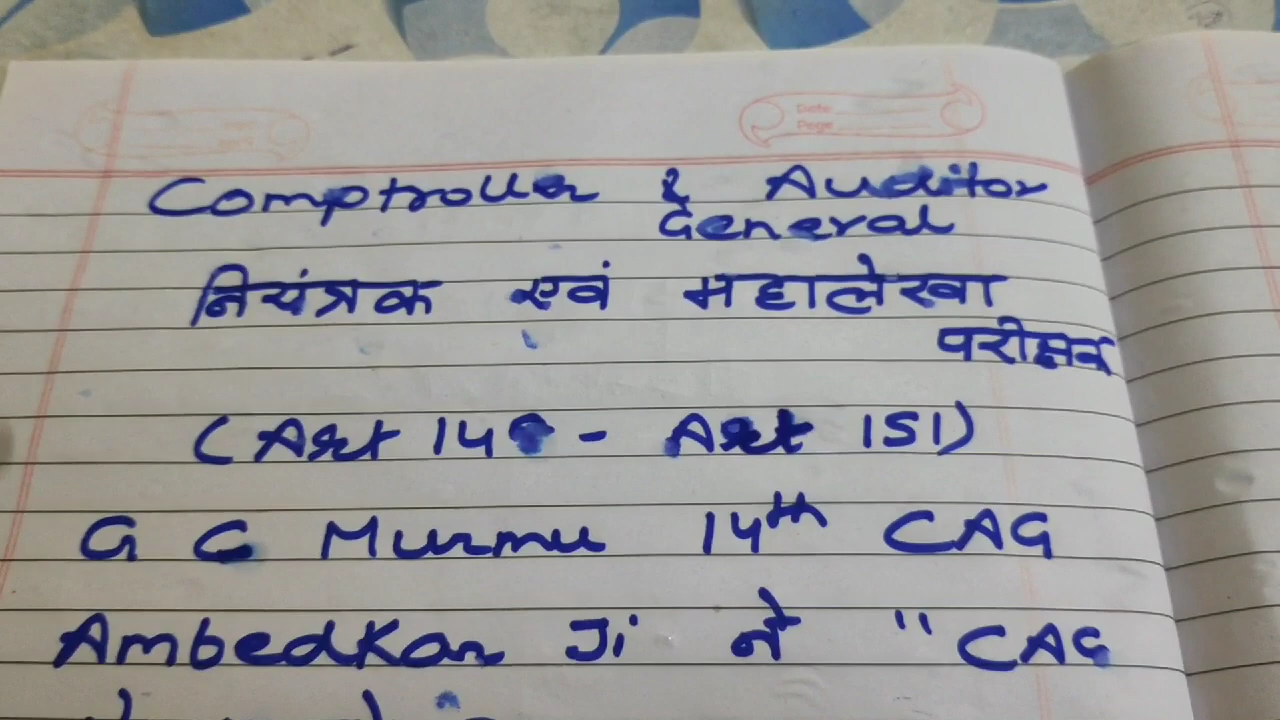 Date
Page
Comptroller & Auditor
General
नियंत्रक एवं महालेखा
परीक्षक
(Art 148 - Art 151)
G C Murmu 14th CAG
Ambedkar Ji ने "CAG